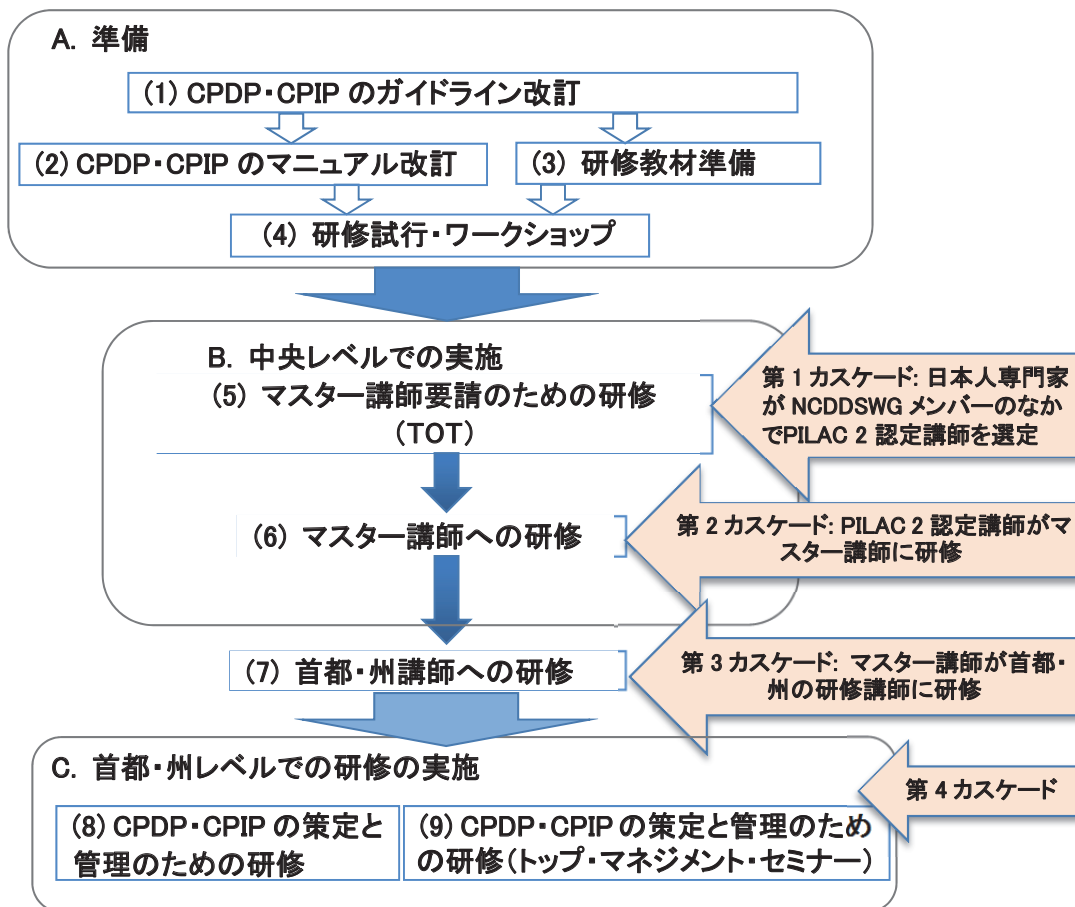 A. 準備
(1) CPDP・CPIP のガイドライン改訂
(2) CPDP・CPIP のマニュアル改訂
(3) 研修教材準備
(4) 研修試行・ワークショップ
B. 中央レベルでの実施
(5) マスター講師要請のための研修
(TOT)
第 1 カスケード: 日本人専門家
が NCDDSWG メンバーのなか
でPILAC 2 認定講師を選定
(6) マスター講師への研修
第 2 カスケード: PILAC 2 認定講師がマ
スター講師に研修
(7) 首都・州講師への研修
第 3 カスケード: マスター講師が首都・
州の研修講師に研修
C. 首都・州レベルでの研修の実施
第 4 カスケード
(8) CPDP・CPIP の策定と
管理のための研修
(9) CPDP・CPIP の策定と管理のため
の研修(トップ・マネジメント・セミナー)